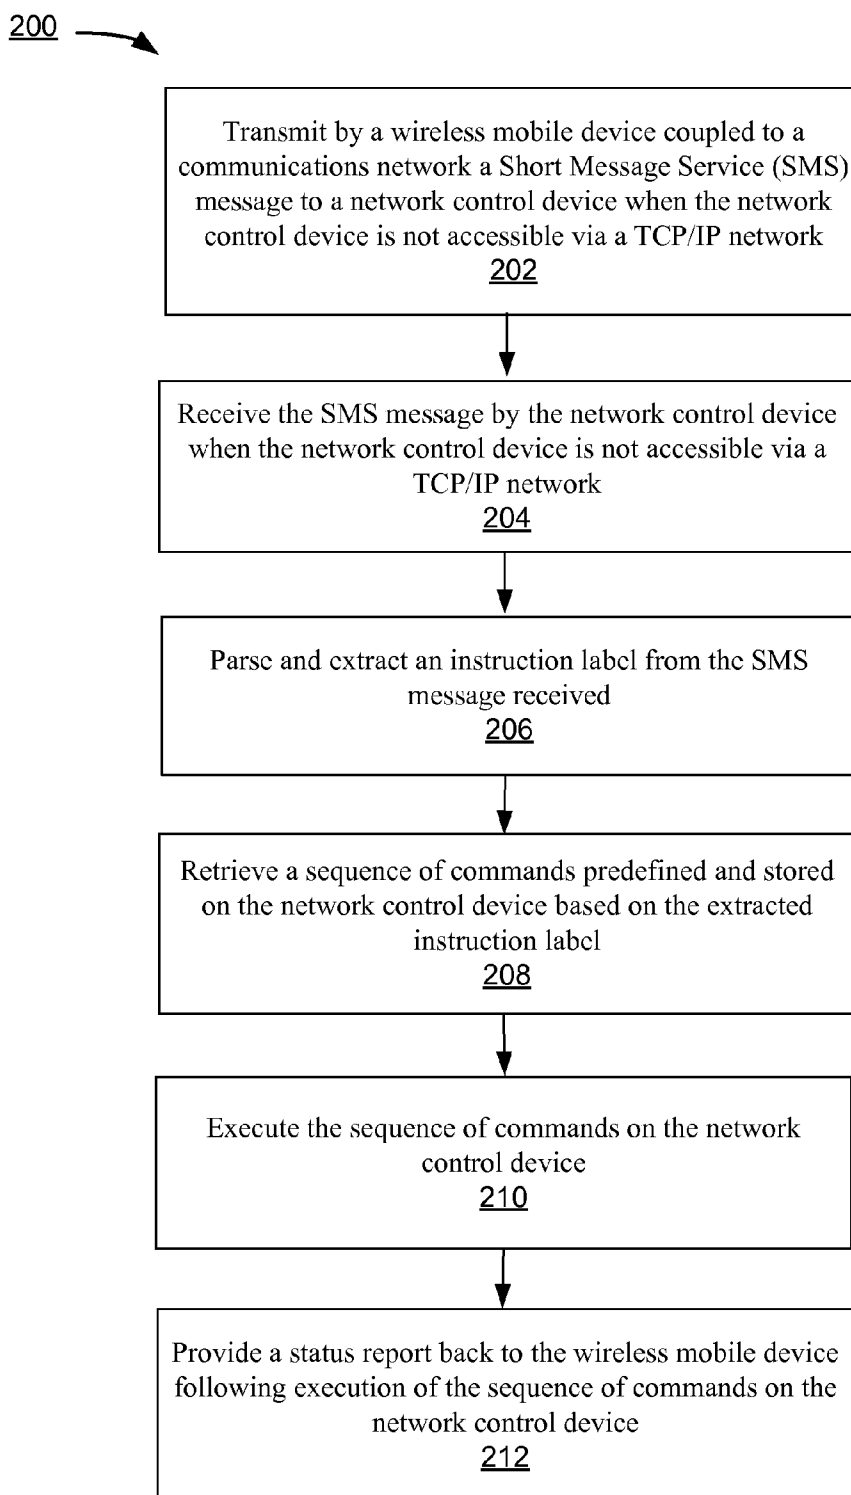 200
Transmit by a wireless mobile device coupled to a
communications network a Short Message Service (SMS)
message to a network control device when the network
control device is not accessible via a TCP/IP network
202
Receive the SMS message by the network control device
when the network control device is not accessible via a
TCP/IP network
204
Parse and extract an instruction label from the SMS
message received
206
Retrieve a sequence of commands predefined and stored
on the network control device based on the extracted
instruction label
208
Execute the sequence of commands on the network
control device
210
Provide a status report back to the wireless mobile device
following execution of the sequence of commands on the
network control device
212